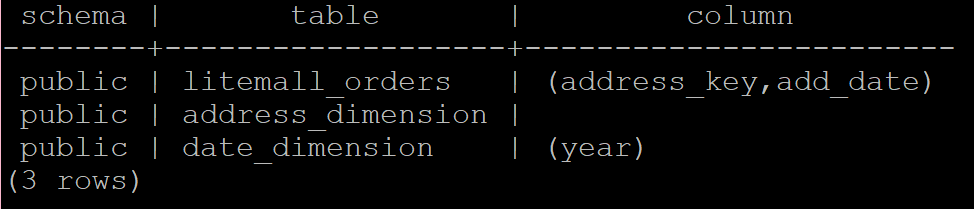 schema |       table        |         column
--------+--------------------+-------------------------
 public | litemall_orders    | (address_key,add_date)
 public | address_dimension |
 public | date_dimension     | (year)
(3 rows)